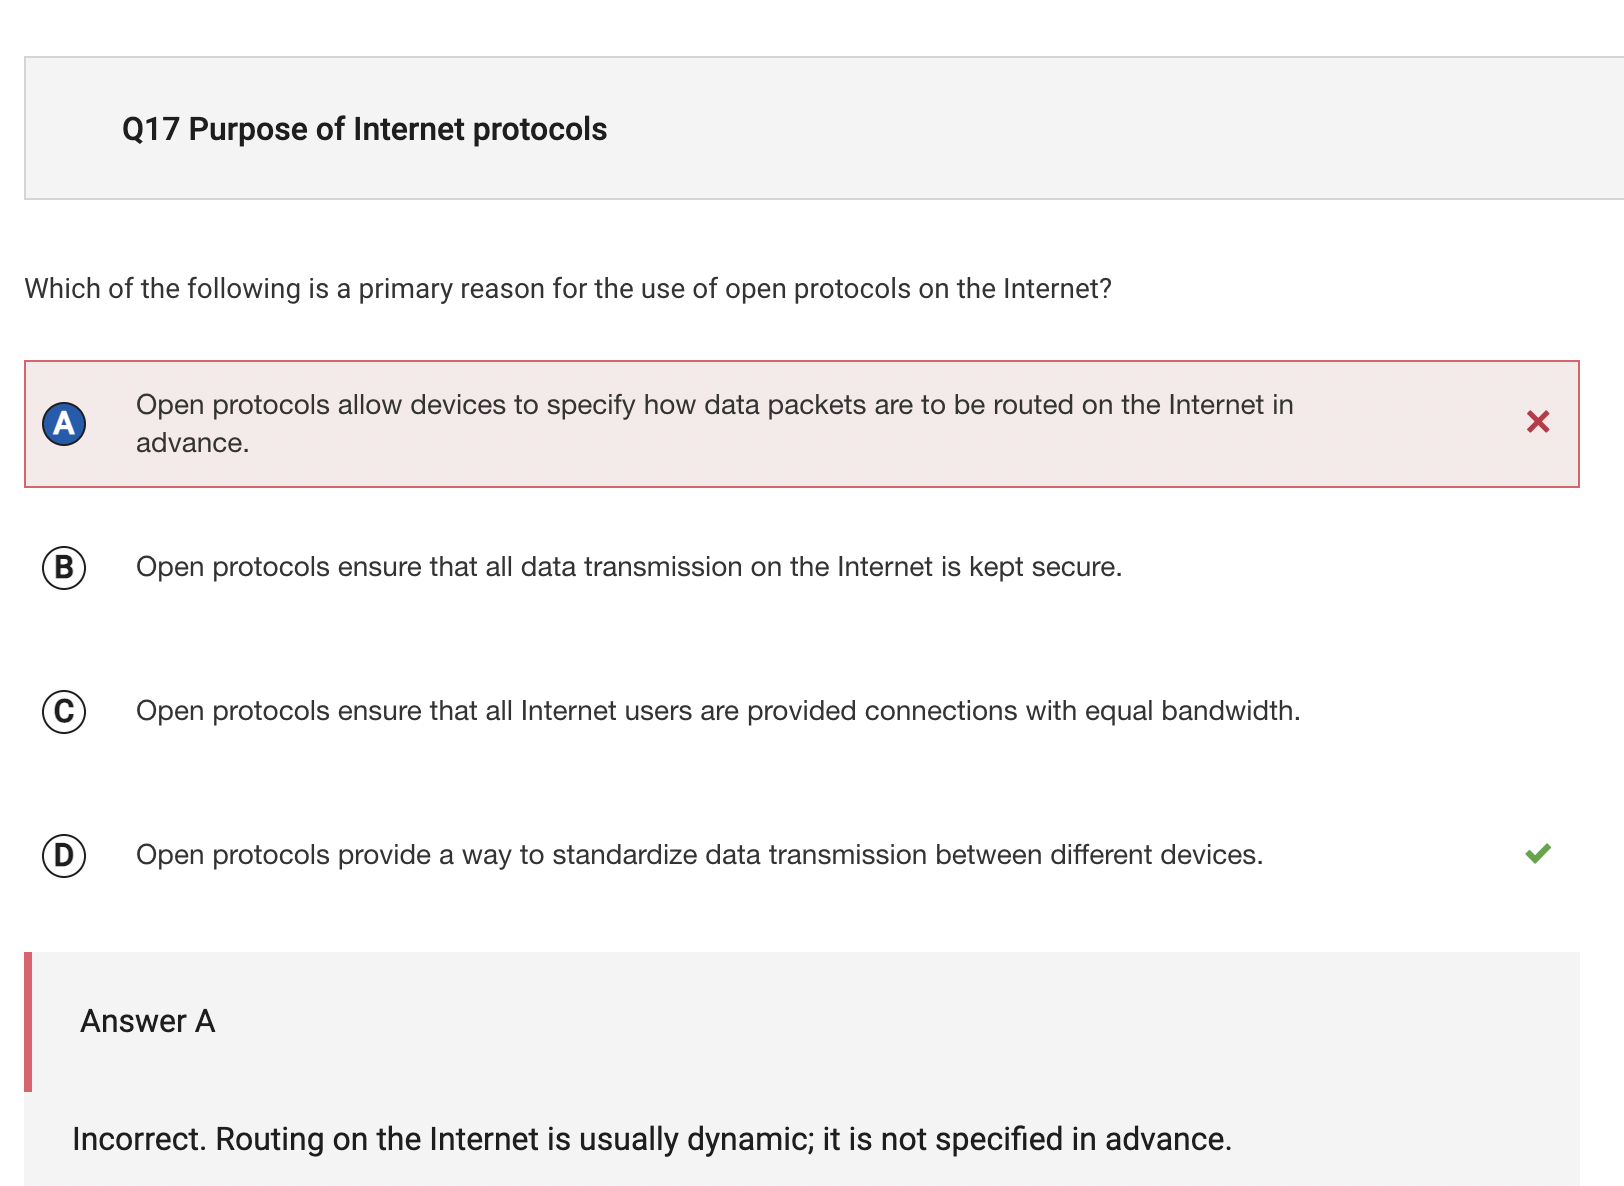 Q17 Purpose of Internet protocols
Which of the following is a primary reason for the use of open protocols on the Internet?
A Open protocols allow devices to specify how data packets are to be routed on the Internet in
advance.
B Open protocols ensure that all data transmission on the Internet is kept secure.
C Open protocols ensure that all Internet users are provided connections with equal bandwidth.
D Open protocols provide a way to standardize data transmission between different devices.
Answer A
Incorrect. Routing on the Internet is usually dynamic; it is not specified in advance.